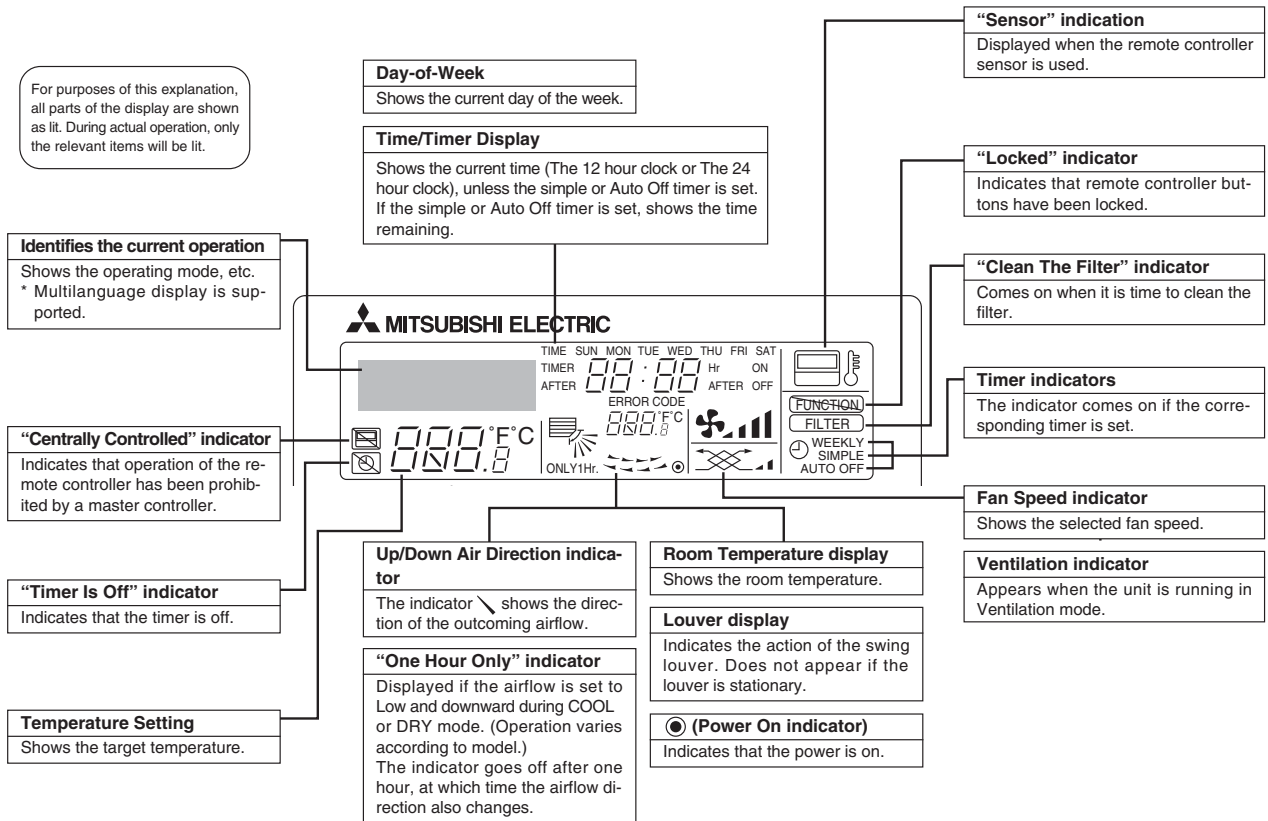 For purposes of this explanation,
all parts of the display are shown
as lit. During actual operation, only
the relevant items will be lit.
Day-of-Week
Shows the current day of the week.
Time/Timer Display
Shows the current time (The 12 hour clock or The 24
hour clock), unless the simple or Auto Off timer is set.
If the simple or Auto Off timer is set, shows the time
remaining.
Identifies the current operation
Shows the operating mode, etc.
* Multilanguage display is sup-
ported.
“Centrally Controlled” indicator
Indicates that operation of the re-
mote controller has been prohib-
ited by a master controller.
“Timer Is Off” indicator
Indicates that the timer is off.
Temperature Setting
Shows the target temperature.
MITSUBISHI ELECTRIC
TIME SUN MON TUE WED THU FRI SAT
TIMER 88:88 Hr ON
AFTER AFTER OFF
ERROR CODE
888.8 °F°C
888.8 °F°C
ONLY1Hr.
FUNCTION
FILTER
WEEKLY
SIMPLE
AUTO OFF
Up/Down Air Direction indica-
tor
The indicator shows the direc-
tion of the outcoming airflow.
“One Hour Only” indicator
Displayed if the airflow is set to
Low and downward during COOL
or DRY mode. (Operation varies
according to model.)
The indicator goes off after one
hour, at which time the airflow di-
rection also changes.
Room Temperature display
Shows the room temperature.
Louver display
Indicates the action of the swing
louver. Does not appear if the
louver is stationary.
(Power On indicator)
Indicates that the power is on.
“Sensor” indication
Displayed when the remote controller
sensor is used.
“Locked” indicator
Indicates that remote controller but-
tons have been locked.
“Clean The Filter” indicator
Comes on when it is time to clean the
filter.
Timer indicators
The indicator comes on if the corre-
sponding timer is set.
Fan Speed indicator
Shows the selected fan speed.
Ventilation indicator
Appears when the unit is running in
Ventilation mode.